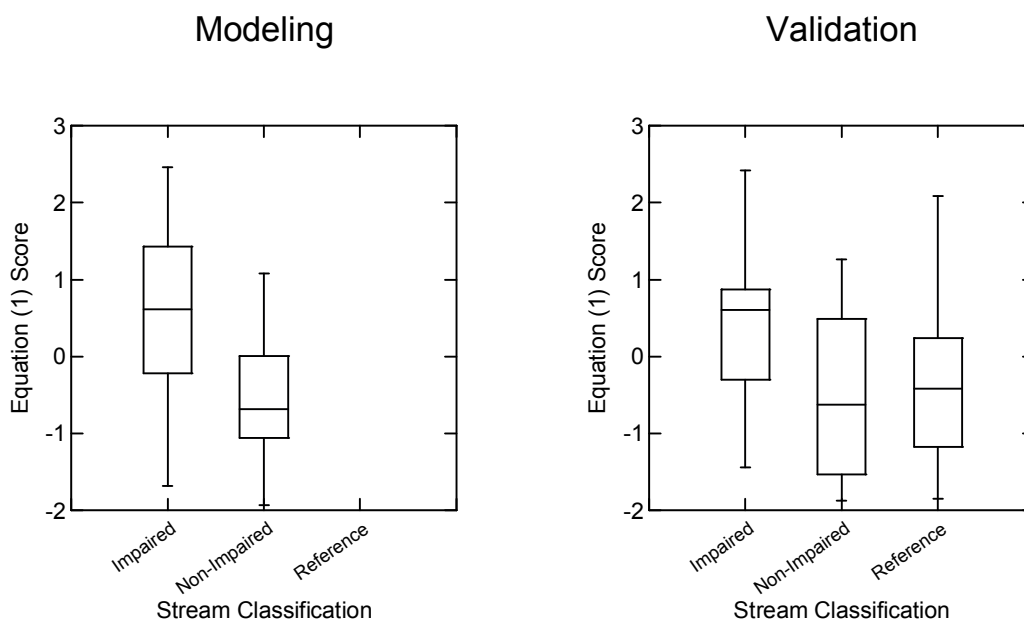 Modeling
3
2
1
0
-1
-2
Equation (1) Score
Impaired
Non-Impaired
Reference
Stream Classification
Validation
3
2
1
0
-1
-2
Equation (1) Score
Impaired
Non-Impaired
Reference
Stream Classification